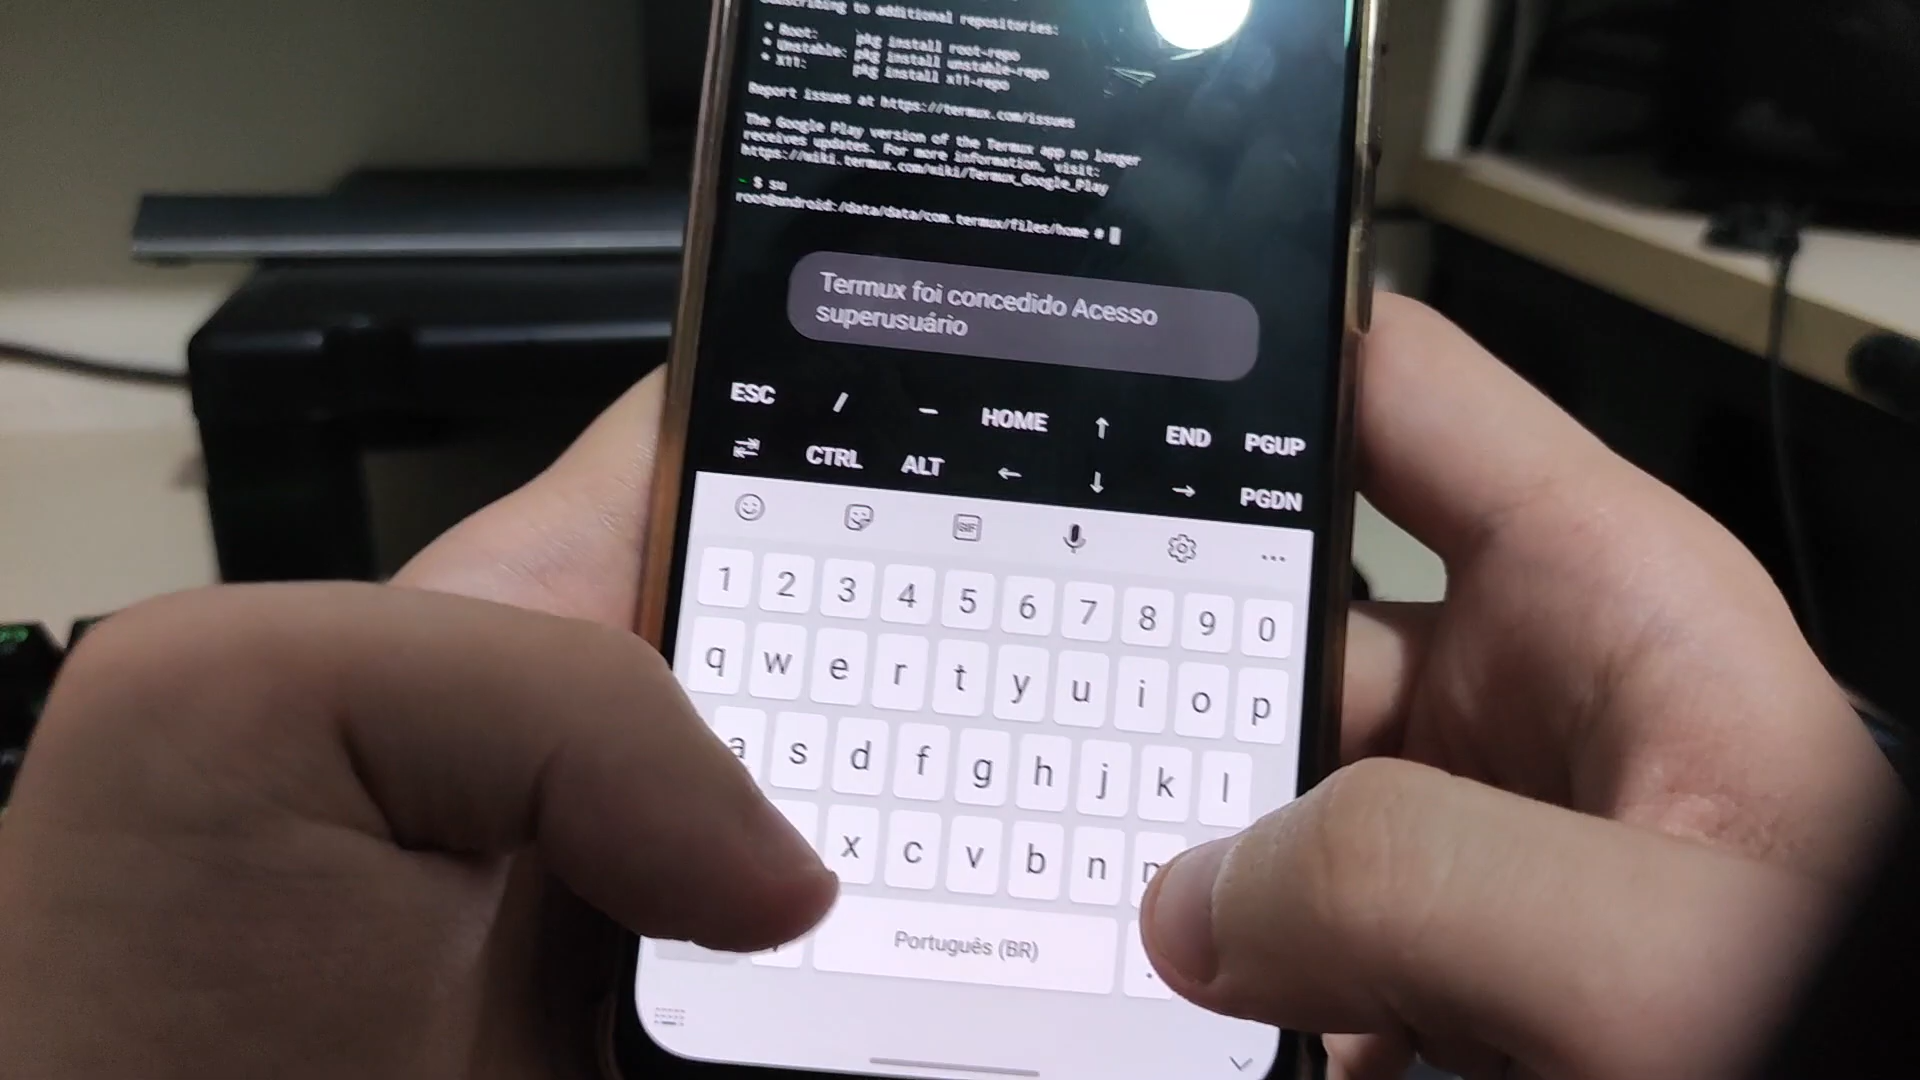 Subscribing to additional repositories:
* Root: pkg install root-repo
* Unstable: pkg install unstable-repo
* X11: pkg install x11-repo
Report issues at https://termux.com/issues
The Google Play version of the Termux app no longer
receives updates. For more information, visit:
https://wiki.termux.com/wiki/Termux_Google_Play
~ $ su
root@android:/data/data/com.termux/files/home #
Termux foi concedido Acesso
superusuário
ESC / — HOME ↑ END PGUP
⇆ CTRL ALT ← ↓ → PGDN
GIF ...
1 2 3 4 5 6 7 8 9 0
q w e r t y u i o p
a s d f g h j k l
x c v b n m
Português (BR) .